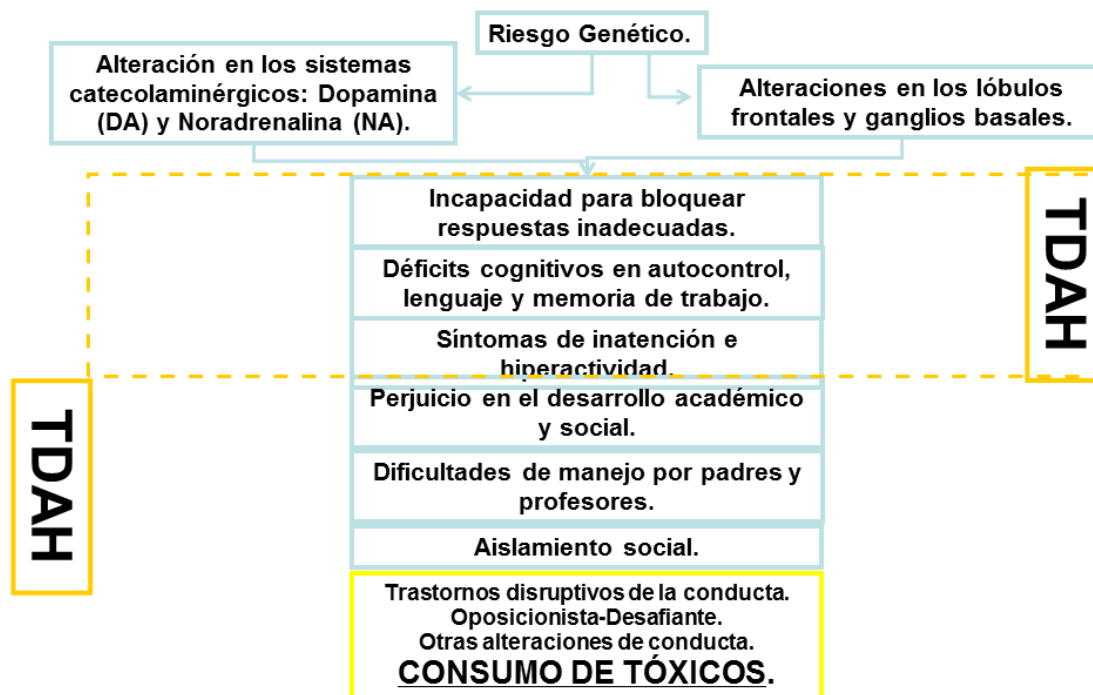 Riesgo Genético.
Alteración en los sistemas
catecolaminérgicos: Dopamina
(DA) y Noradrenalina (NA).
Alteraciones en los lóbulos
frontales y ganglios basales.
Incapacidad para bloquear
respuestas inadecuadas.
Déficits cognitivos en autocontrol,
lenguaje y memoria de trabajo.
Síntomas de inatención e
hiperactividad.
TDAH
Perjuicio en el desarrollo académico
y social.
Dificultades de manejo por padres y
profesores.
Aislamiento social.
TDAH
Trastornos disruptivos de la conducta.
Oposicionista-Desafiante.
Otras alteraciones de conducta.
CONSUMO DE TÓXICOS.